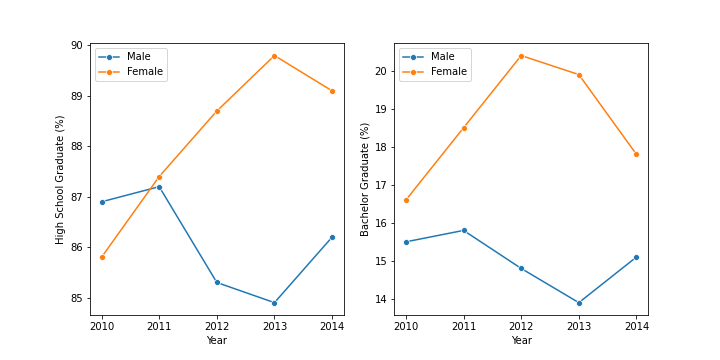 Male
Female
High School Graduate (%)
90
89
88
87
86
85
2010 2011 2012 2013 2014
Year
Male
Female
Bachelor Graduate (%)
20
19
18
17
16
15
14
2010 2011 2012 2013 2014
Year